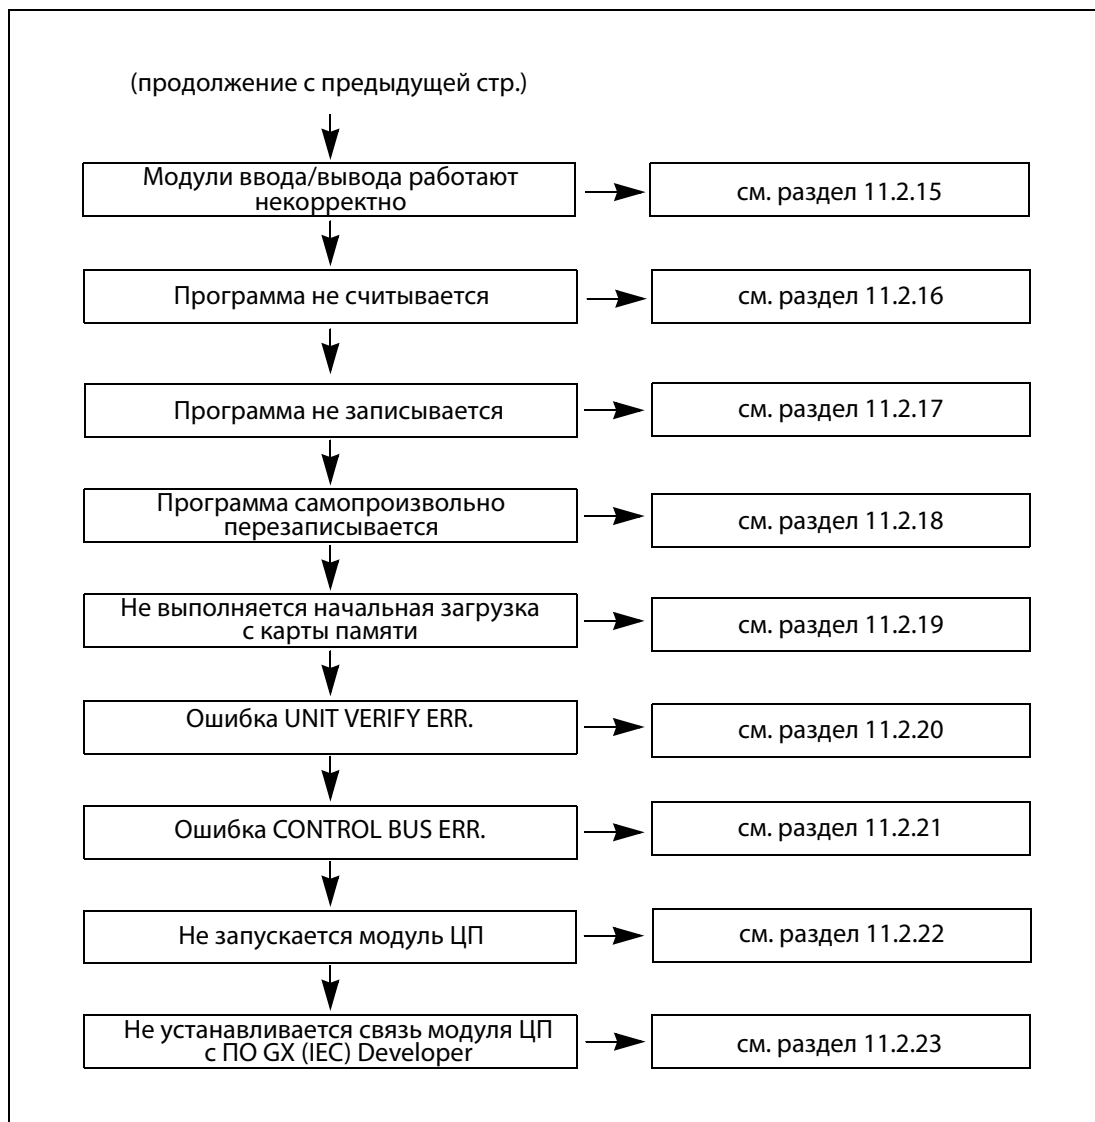 (продолжение с предыдущей стр.)
Модули ввода/вывода работают
некорректно
см. раздел 11.2.15
Программа не считывается
см. раздел 11.2.16
Программа не записывается
см. раздел 11.2.17
Программа самопроизвольно
перезаписывается
см. раздел 11.2.18
Не выполняется начальная загрузка
с карты памяти
см. раздел 11.2.19
Ошибка UNIT VERIFY ERR.
см. раздел 11.2.20
Ошибка CONTROL BUS ERR.
см. раздел 11.2.21
Не запускается модуль ЦП
см. раздел 11.2.22
Не устанавливается связь модуля ЦП
с ПО GX (IEC) Developer
см. раздел 11.2.23